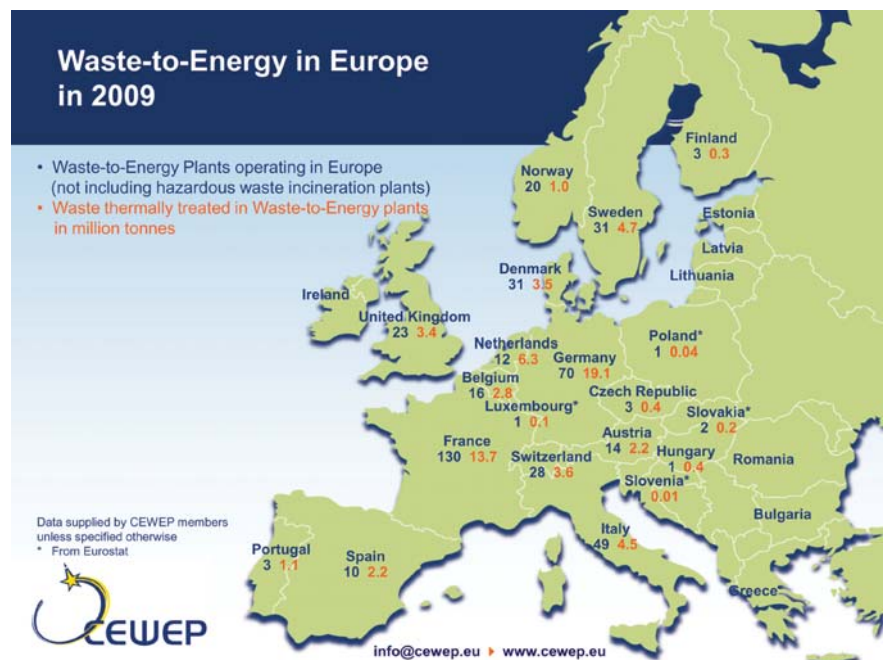 Waste-to-Energy in Europe
in 2009
• Waste-to-Energy Plants operating in Europe
(not including hazardous waste incineration plants)
• Waste thermally treated in Waste-to-Energy plants
in million tonnes
Finland
3 0.3
Norway
20 1.0
Sweden
31 4.7
Estonia
Latvia
Lithuania
Denmark
31 3.5
Ireland
United Kingdom
23 3.4
Netherlands
12 6.3
Germany
70 19.1
Poland*
1 0.04
Belgium
16 2.8
Luxembourg*
1 0.1
Czech Republic
3 0.4
Slovakia*
2 0.2
France
130 13.7
Switzerland
28 3.6
Austria
14 2.2
Hungary
1 0.4
Romania
Slovenia*
1 0.01
Bulgaria
Italy
49 4.5
Portugal
3 1.1
Spain
10 2.2
Greece*
Data supplied by CEWEP members
unless specified otherwise
* From Eurostat
CEWEP
info@cewep.eu ▸ www.cewep.eu